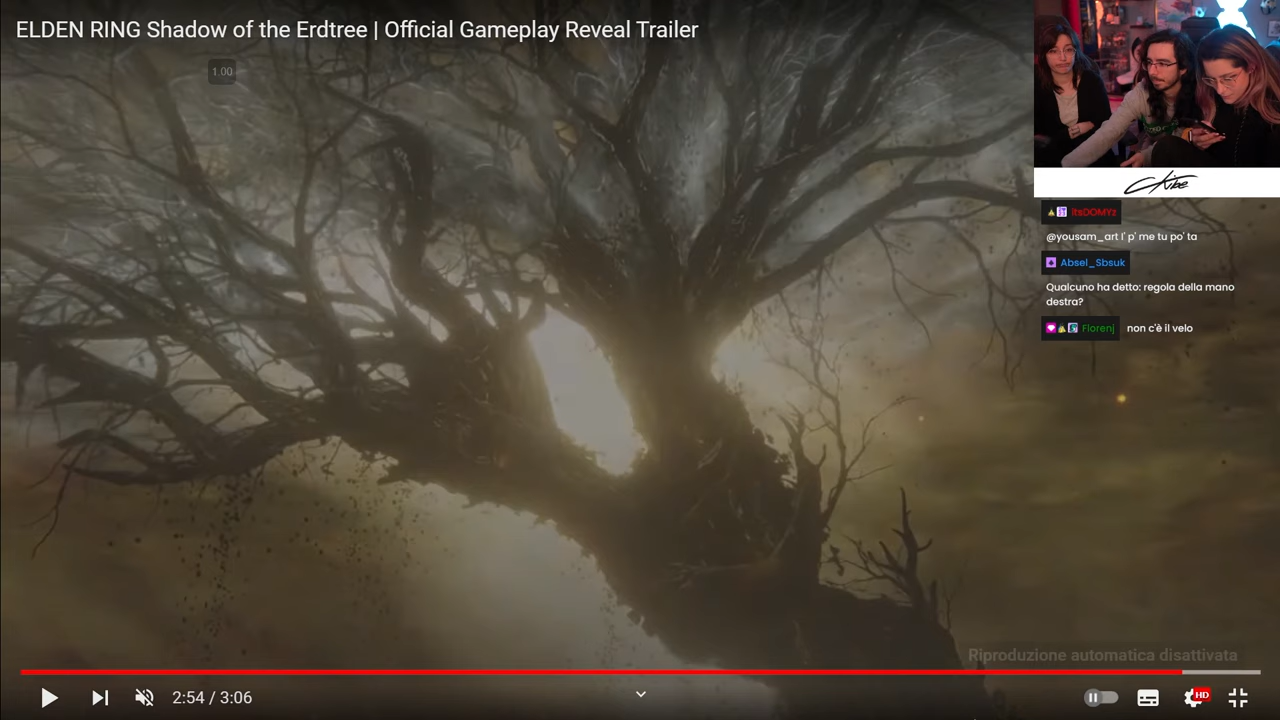 ELDEN RING Shadow of the Erdtree | Official Gameplay Reveal Trailer
1.00
itsDOMYz
@yousam_art l' p' me tu po' ta
Absel_Sbsuk
Qualcuno ha detto: regola della mano
destra?
Florenj non c'è il velo
Riproduzione automatica disattivata
2:54 / 3:06
HD